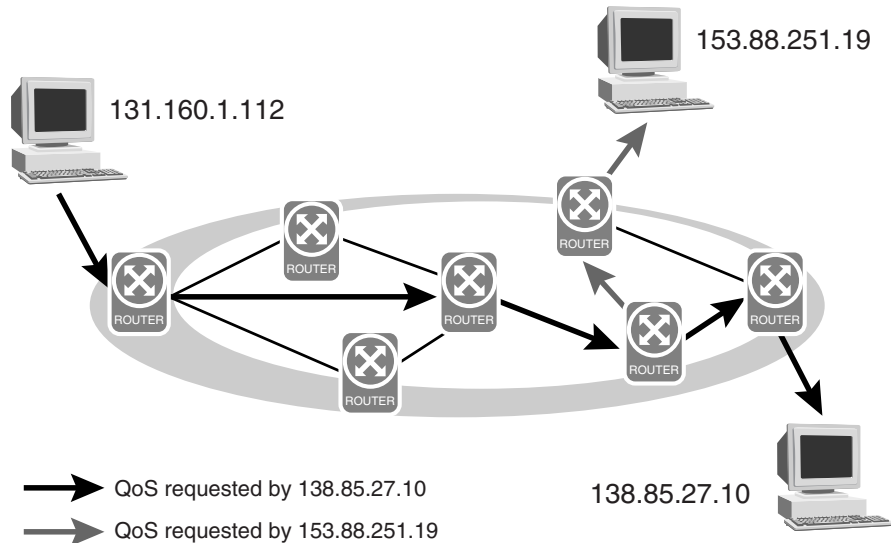 153.88.251.19
131.160.1.112
ROUTER
ROUTER
ROUTER
ROUTER
ROUTER
ROUTER
ROUTER
138.85.27.10
QoS requested by 138.85.27.10
QoS requested by 153.88.251.19